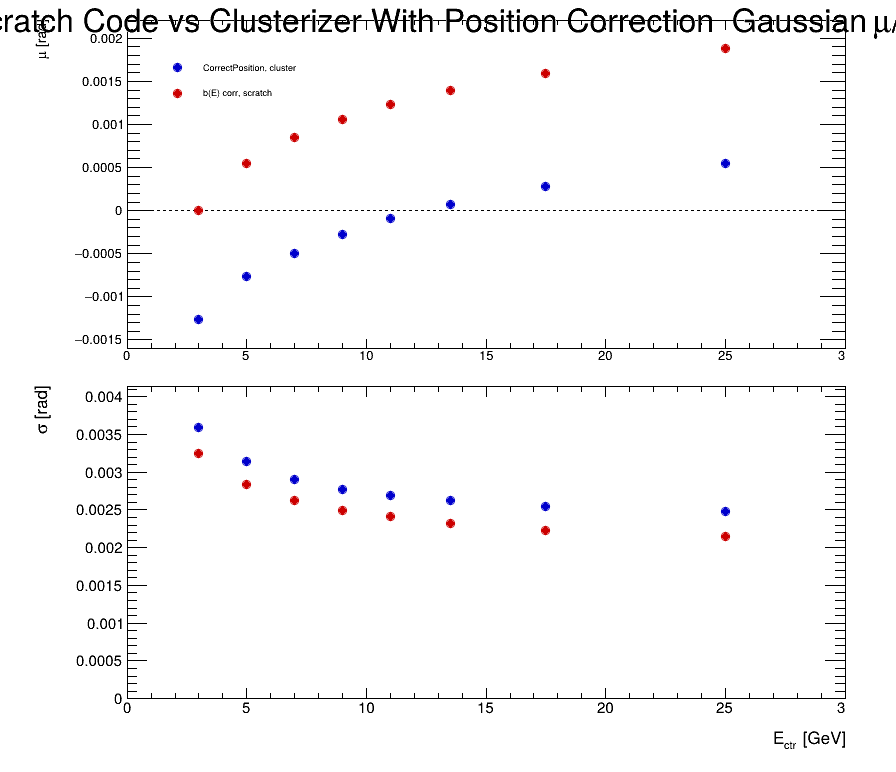 Code vs Clusterizer With Position Correction Gaussian μ/
μ [rad]
0.002
0.0015
0.001
0.0005
0
−0.0005
−0.001
−0.0015
CorrectPosition, cluster
b(E) corr, scratch
0 5 10 15 20 25 3
σ [rad]
0.004
0.0035
0.003
0.0025
0.002
0.0015
0.001
0.0005
0
0 5 10 15 20 25 3
E_ctr [GeV]